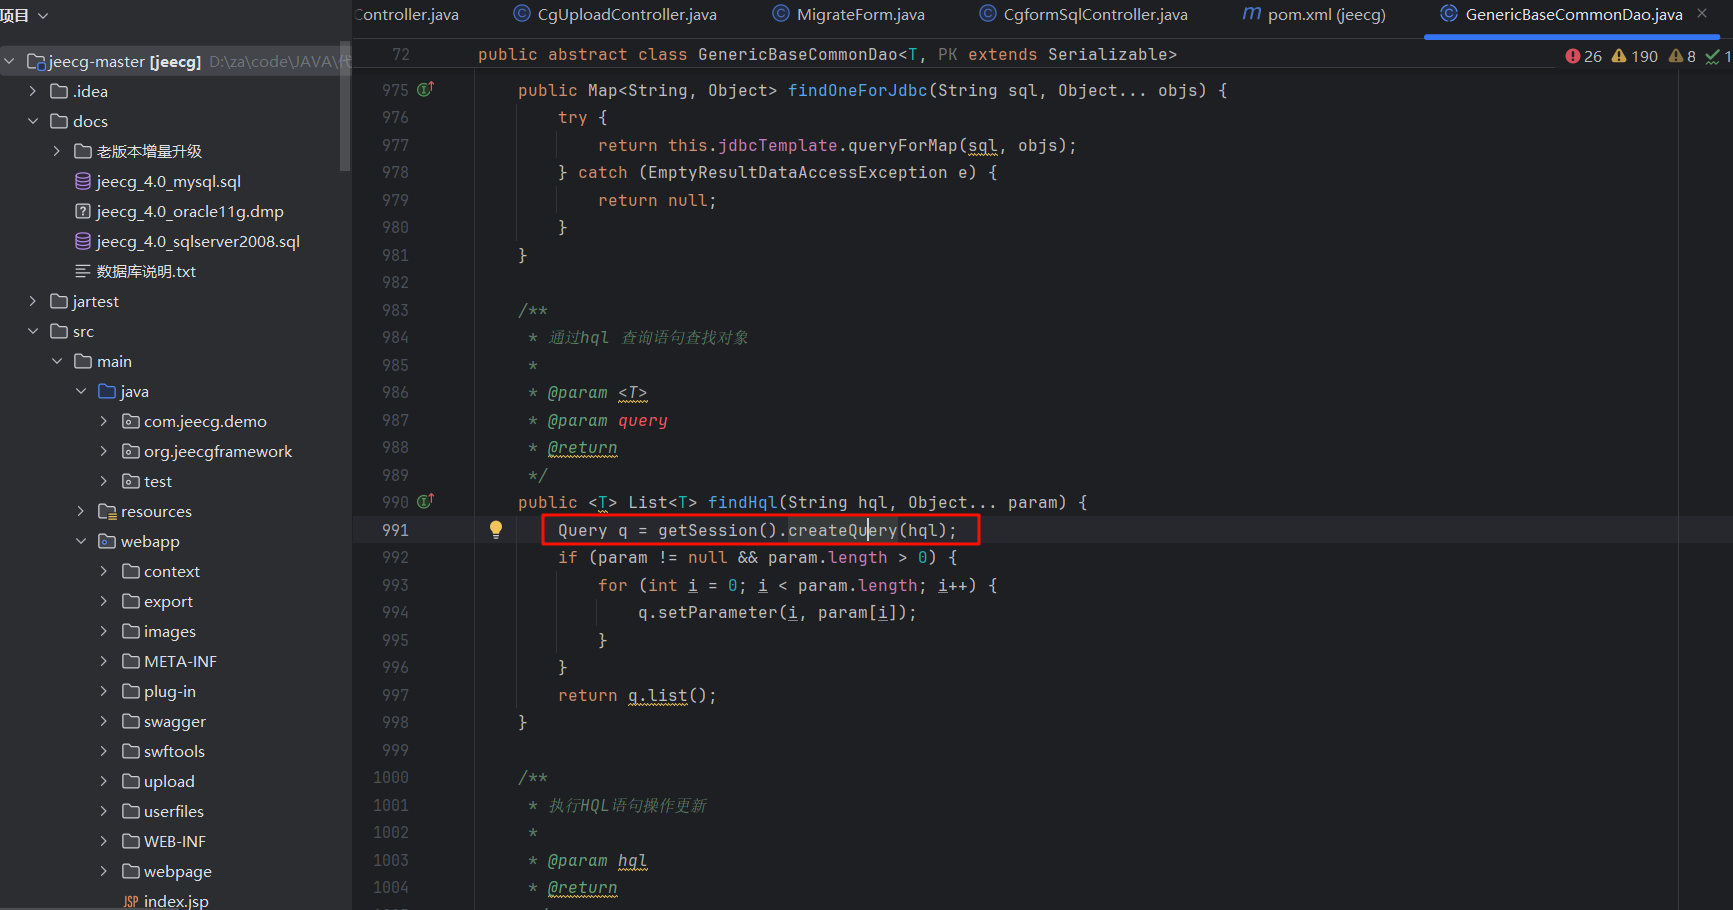 项目
Controller.java
CgUploadController.java
MigrateForm.java
CgformSqlController.java
pom.xml (jeecg)
GenericBaseCommonDao.java
jeecg-master [jeecg] D:\za\code\JAVA\代
.idea
docs
老版本增量升级
jeecg_4.0_mysql.sql
jeecg_4.0_oracle11g.dmp
jeecg_4.0_sqlserver2008.sql
数据库说明.txt
jartest
src
main
java
com.jeecg.demo
org.jeecgframework
test
resources
webapp
context
export
images
META-INF
plug-in
swagger
swftools
upload
userfiles
WEB-INF
webpage
JSP index.jsp
26 190 8 1
72 public abstract class GenericBaseCommonDao<T, PK extends Serializable>
975 public Map<String, Object> findOneForJdbc(String sql, Object... objs) {
976 try {
977 return this.jdbcTemplate.queryForMap(sql, objs);
978 } catch (EmptyResultDataAccessException e) {
979 return null;
980 }
981 }
982
983 /**
984 * 通过hql 查询语句查找对象
985 *
986 * @param <T>
987 * @param query
988 * @return
989 */
990 public <T> List<T> findHql(String hql, Object... param) {
991 Query q = getSession().createQuery(hql);
992 if (param != null && param.length > 0) {
993 for (int i = 0; i < param.length; i++) {
994 q.setParameter(i, param[i]);
995 }
996 }
997 return q.list();
998 }
999
1000 /**
1001 * 执行HQL语句操作更新
1002 *
1003 * @param hql
1004 * @return